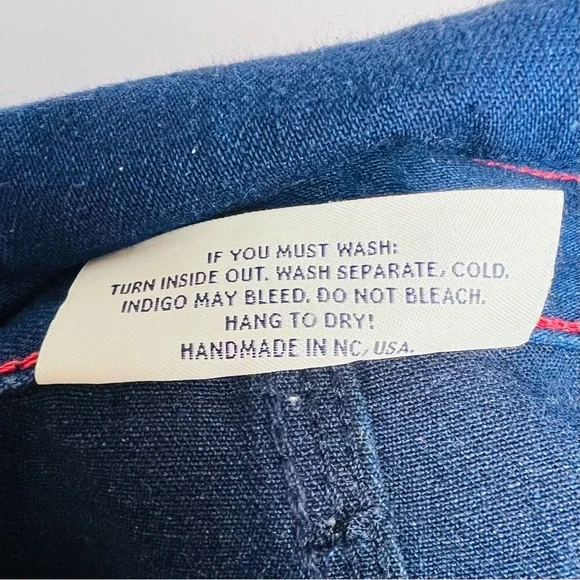 IF YOU MUST WASH:
TURN INSIDE OUT. WASH SEPARATE, COLD.
INDIGO MAY BLEED. DO NOT BLEACH.
HANG TO DRY!
HANDMADE IN NC, USA.